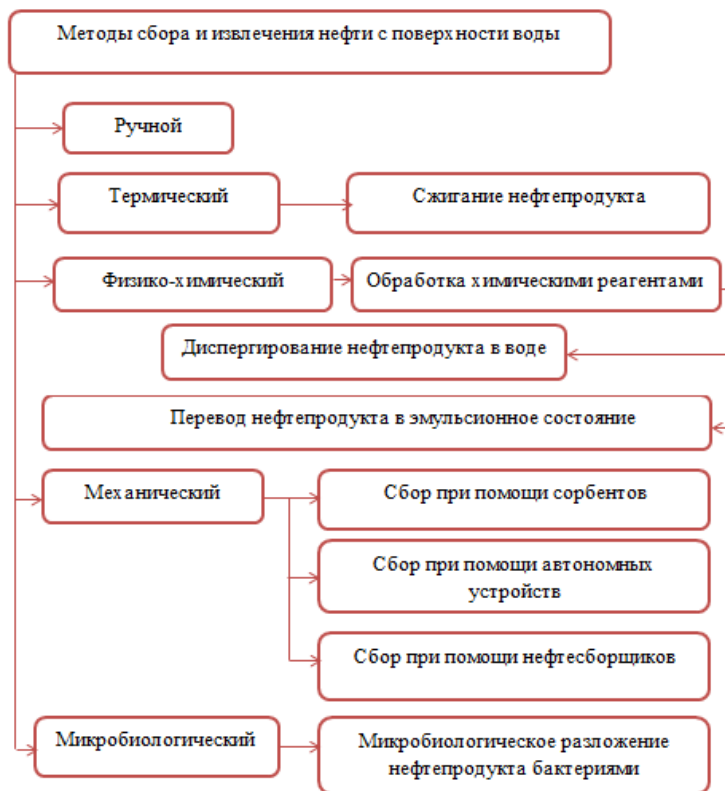 Методы сбора и извлечения нефти с поверхности воды
Ручной
Термический
Сжигание нефтепродукта
Физико-химический
Обработка химическими реагентами
Диспергирование нефтепродукта в воде
Перевод нефтепродукта в эмульсионное состояние
Механический
Сбор при помощи сорбентов
Сбор при помощи автономных
устройств
Сбор при помощи нефтесборщиков
Микробиологический
Микробиологическое разложение
нефтепродукта бактериями